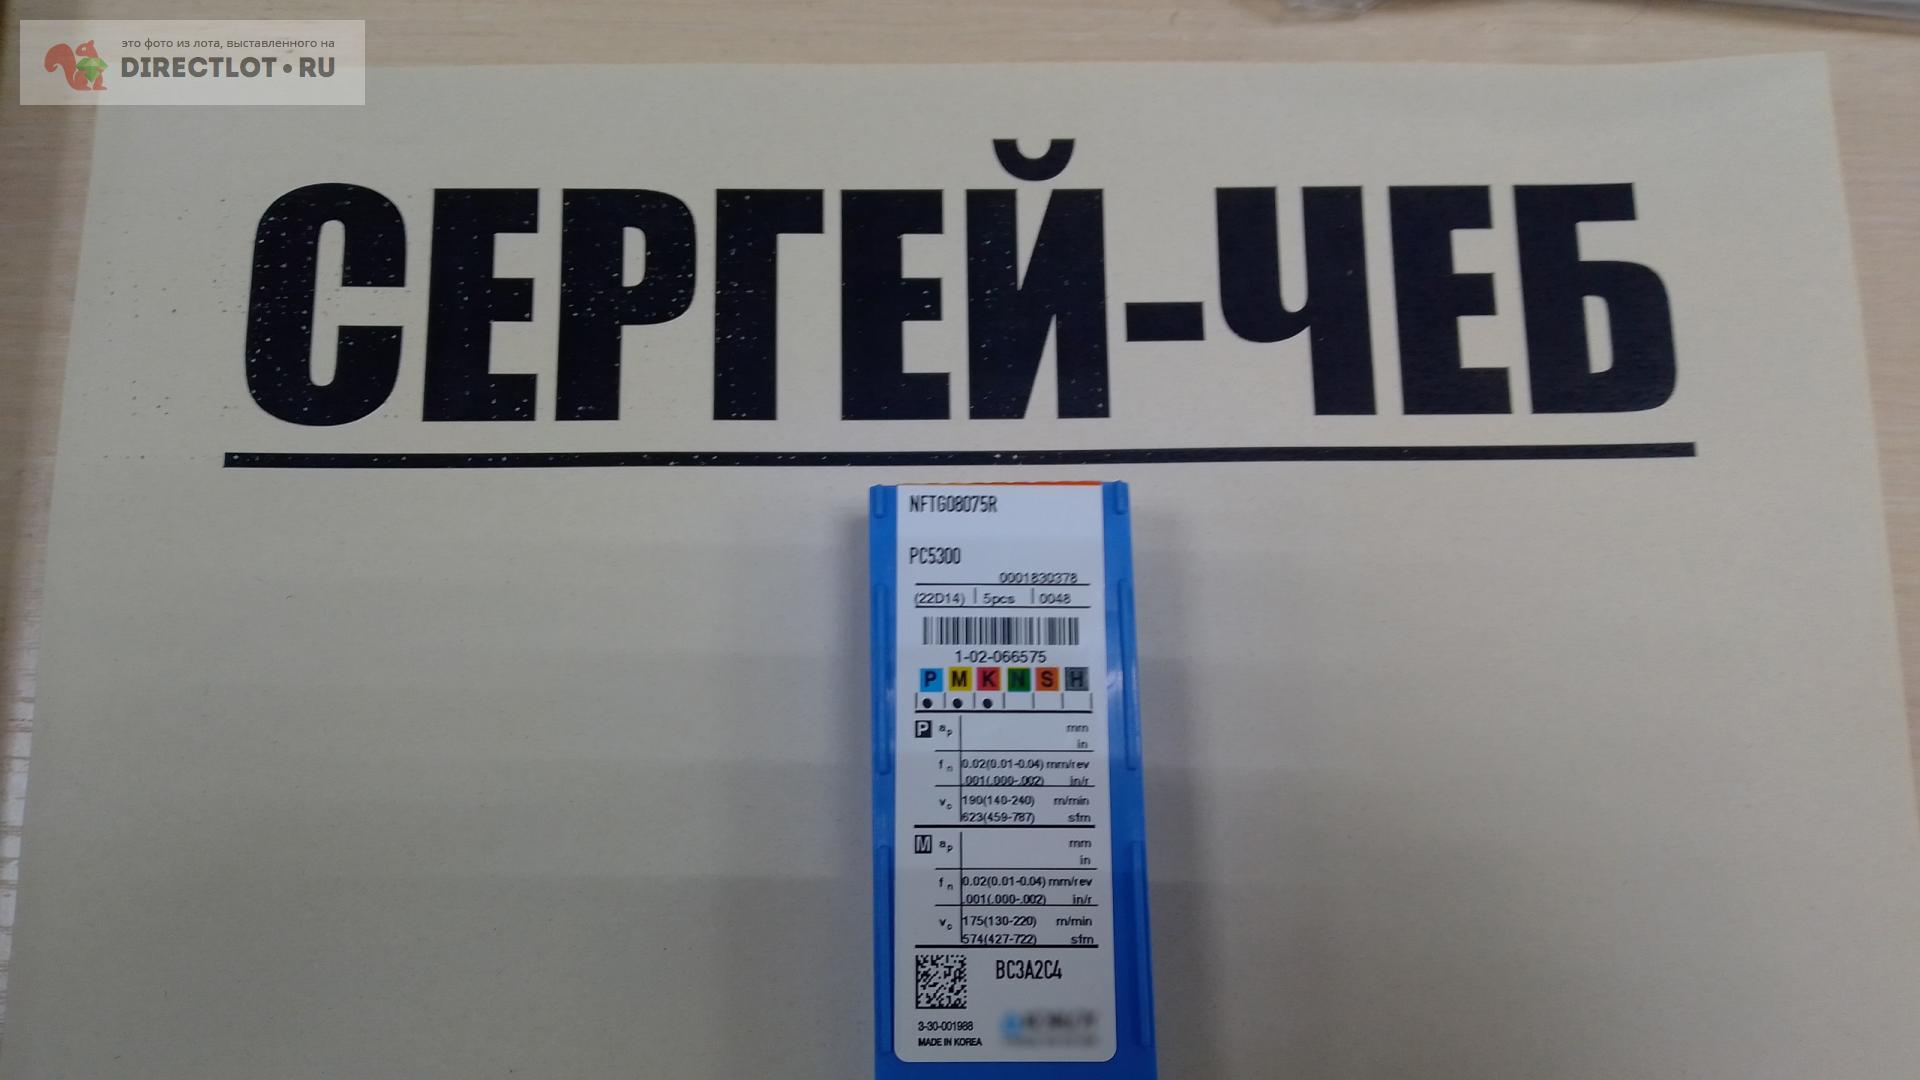 это фото из лота, выставленного на
DIRECTLOT•RU
СЕРГЕЙ-ЧЕБ
NFTG08075R
PC5300
0001830378
(22D14) | 5pcs | 0048
1-02-066575
P M K N S H
P ap mm
in
fn 0.02(0.01-0.04) mm/rev
.001(.000-.002) in/r
vc 190(140-240) m/min
623(459-787) sfm
M ap mm
in
fn 0.02(0.01-0.04) mm/rev
.001(.000-.002) in/r
vc 175(130-220) m/min
574(427-722) sfm
BC3A2C4
3-30-001988
MADE IN KOREA